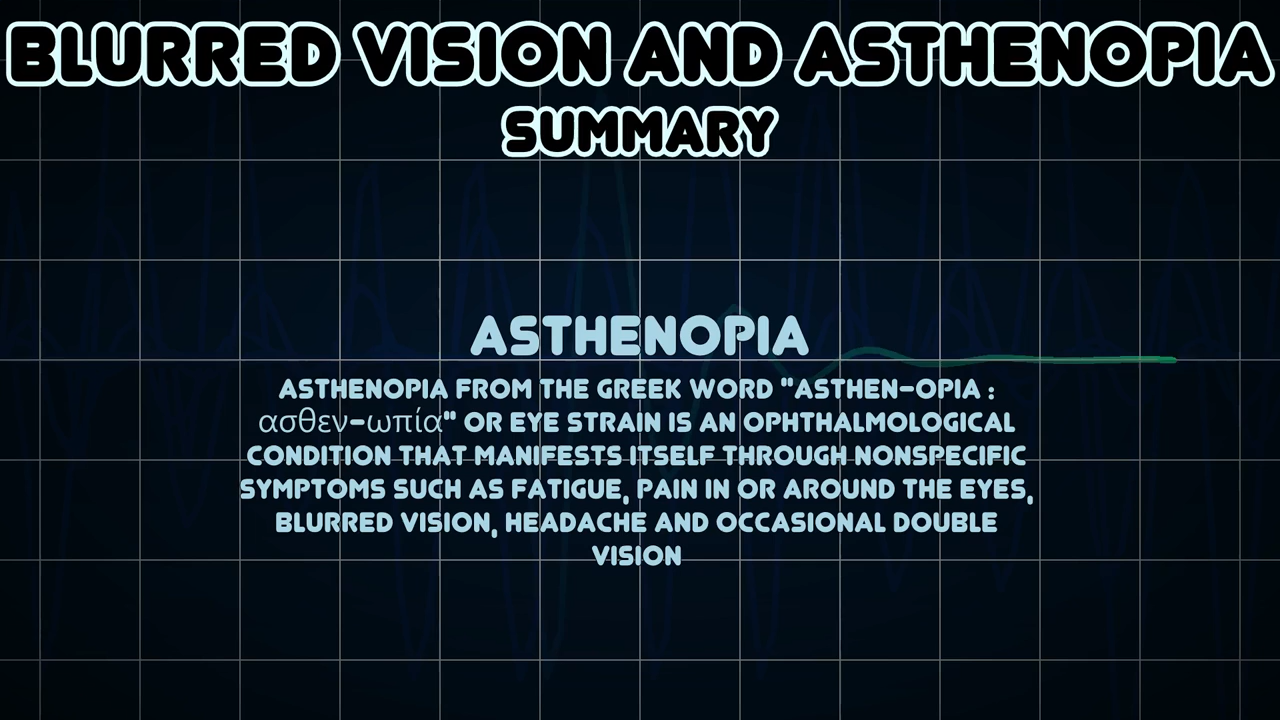 BLURRED VISION AND ASTHENOPIA
SUMMARY
ASTHENOPIA
ASTHENOPIA FROM THE GREEK WORD "ASTHEN-OPIA :
ασθεν-ωπία" OR EYE STRAIN IS AN OPHTHALMOLOGICAL
CONDITION THAT MANIFESTS ITSELF THROUGH NONSPECIFIC
SYMPTOMS SUCH AS FATIGUE, PAIN IN OR AROUND THE EYES,
BLURRED VISION, HEADACHE AND OCCASIONAL DOUBLE
VISION